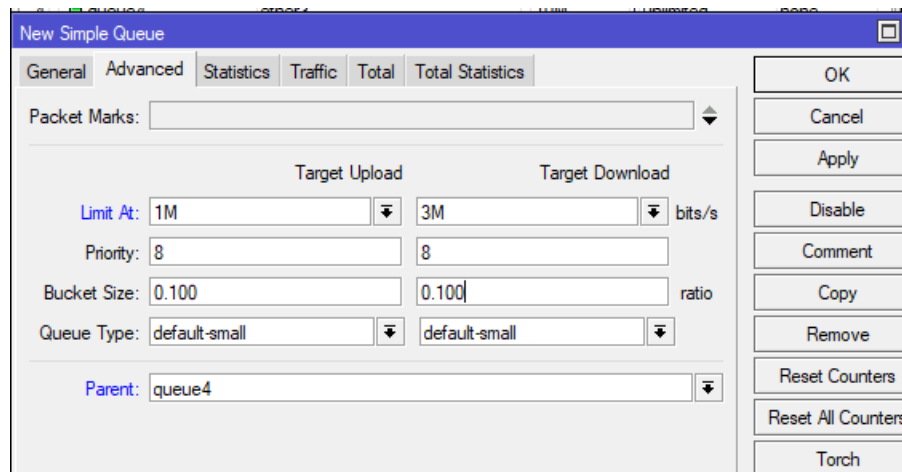 New Simple Queue
General Advanced Statistics Traffic Total Total Statistics
OK
Packet Marks:
Cancel
Apply
Target Upload Target Download
Limit At: 1M 3M bits/s
Disable
Priority: 8 8
Comment
Bucket Size: 0.100 0.100 ratio
Copy
Queue Type: default-small default-small
Remove
Parent: queue4
Reset Counters
Reset All Counters
Torch